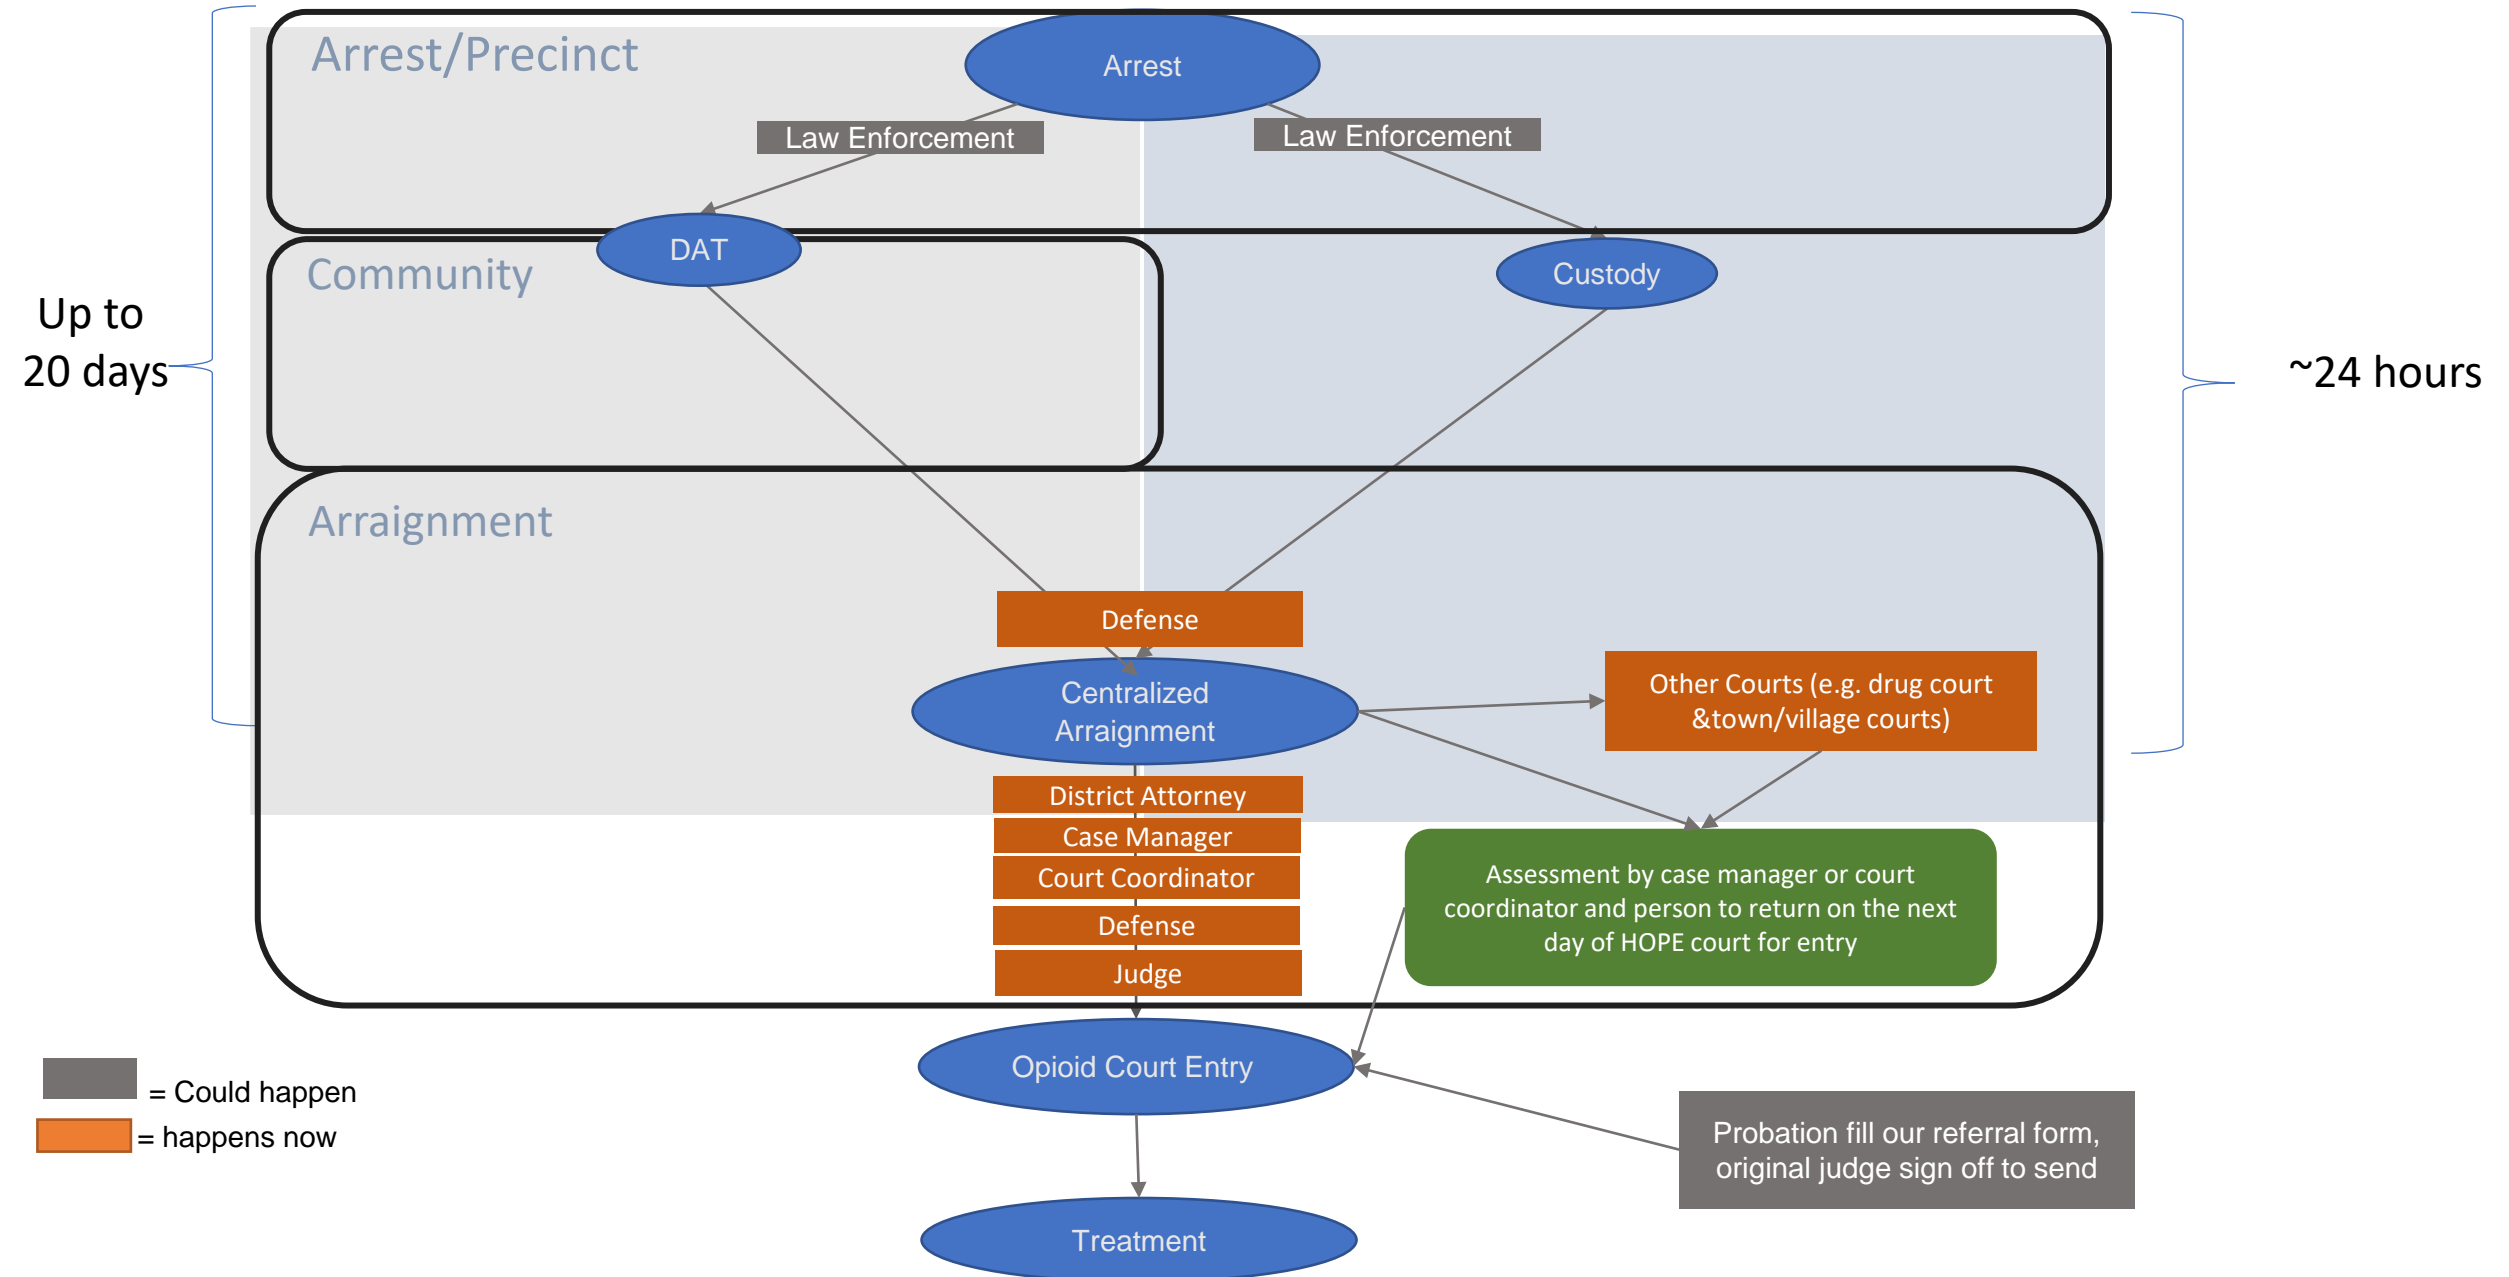 Arrest/Precinct
Arrest
Law Enforcement
Law Enforcement
DAT
Community
Custody
Up to
20 days
~24 hours
Arraignment
Defense
Centralized
Arraignment
Other Courts (e.g. drug court
&town/village courts)
District Attorney
Case Manager
Court Coordinator
Defense
Judge
Assessment by case manager or court
coordinator and person to return on the next
day of HOPE court for entry
Opioid Court Entry
= Could happen
= happens now
Probation fill our referral form,
original judge sign off to send
Treatment